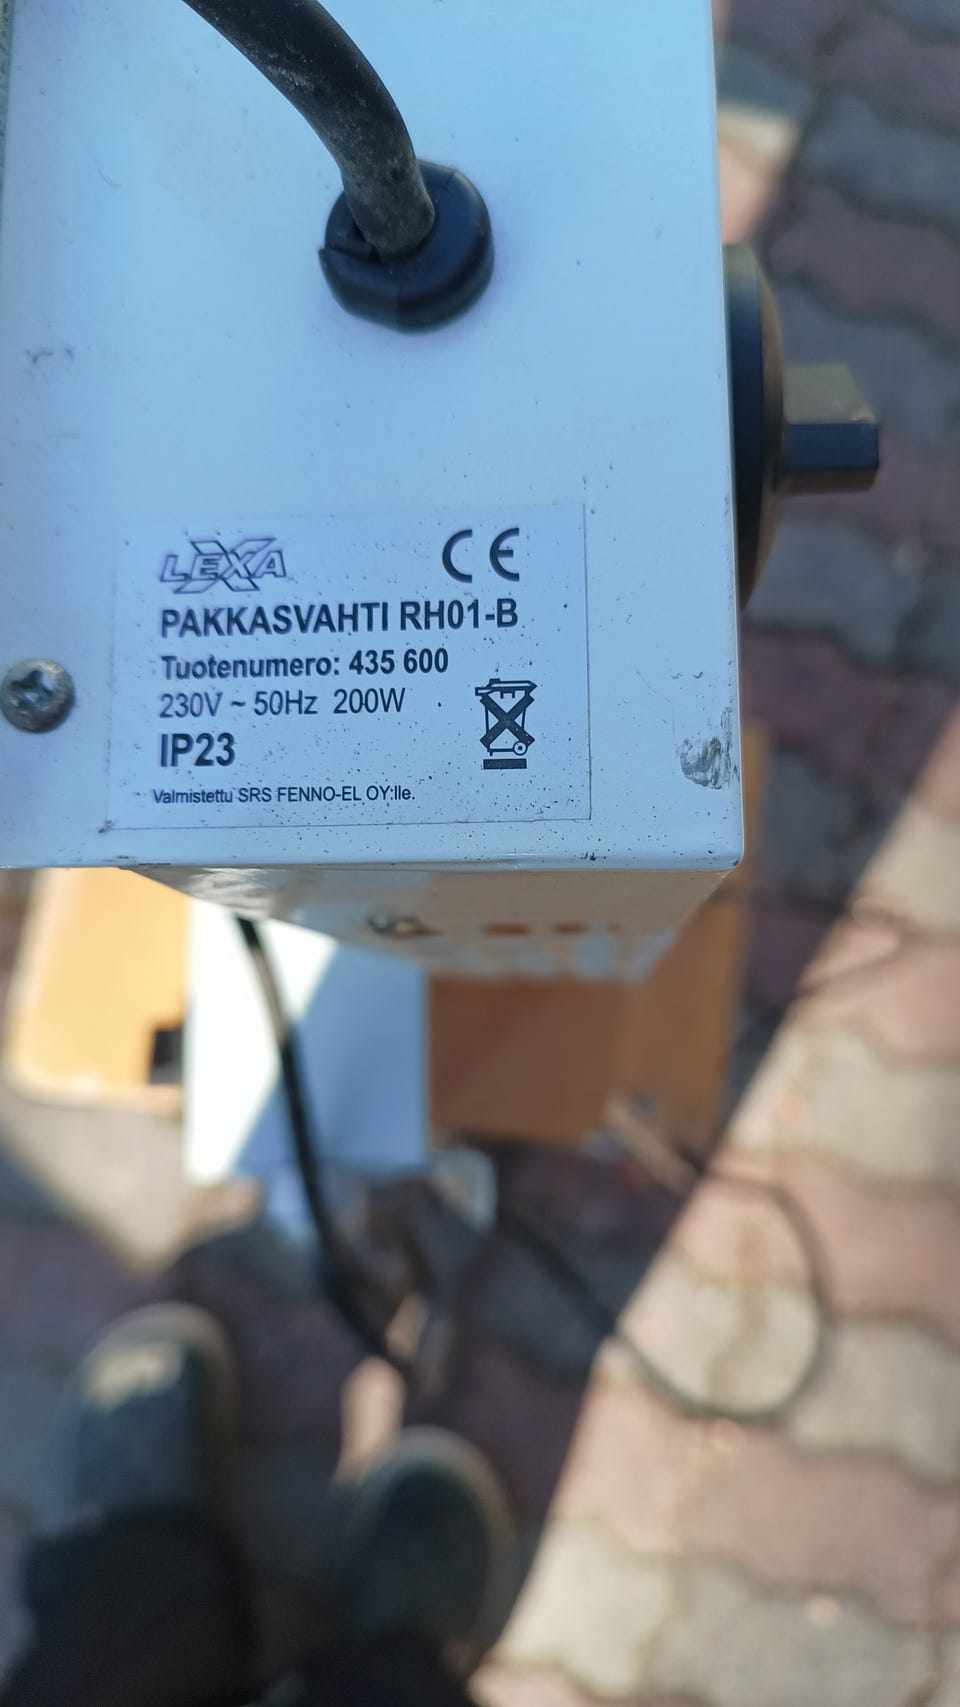 LEXA
CE
PAKKASVAHTI RH01-B
Tuotenumero: 435 600
230V ~ 50Hz 200W
IP23
Valmistettu SRS FENNO-EL OY:lle.